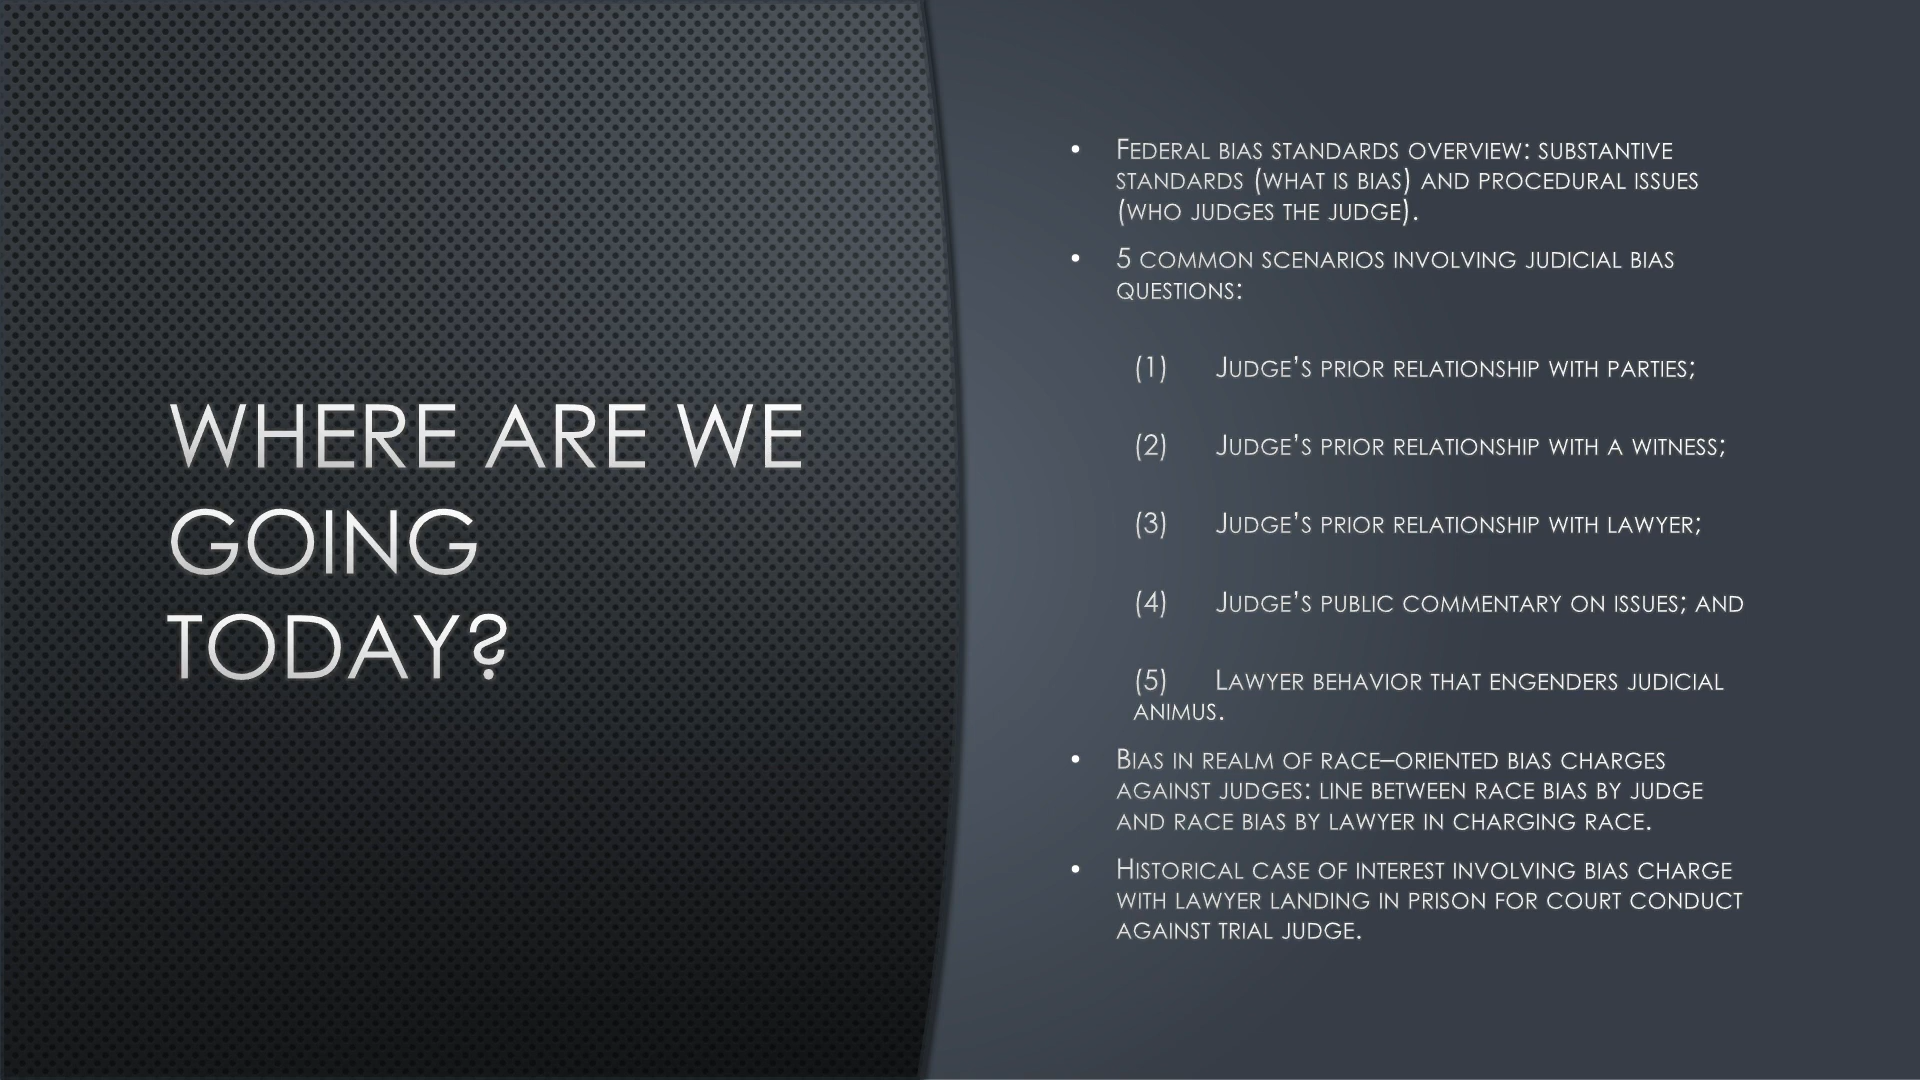 WHERE ARE WE
GOING
TODAY?
• Federal bias standards overview: substantive
standards (what is bias) and procedural issues
(who judges the judge).
• 5 common scenarios involving judicial bias
questions:
(1) Judge’s prior relationship with parties;
(2) Judge’s prior relationship with a witness;
(3) Judge’s prior relationship with lawyer;
(4) Judge’s public commentary on issues; and
(5) Lawyer behavior that engenders judicial
animus.
• Bias in realm of race–oriented bias charges
against judges: line between race bias by judge
and race bias by lawyer in charging race.
• Historical case of interest involving bias charge
with lawyer landing in prison for court conduct
against trial judge.